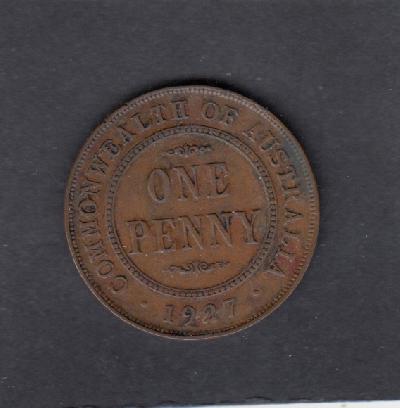 COMMONWEALTH OF AUSTRALIA
ONE
PENNY
1927